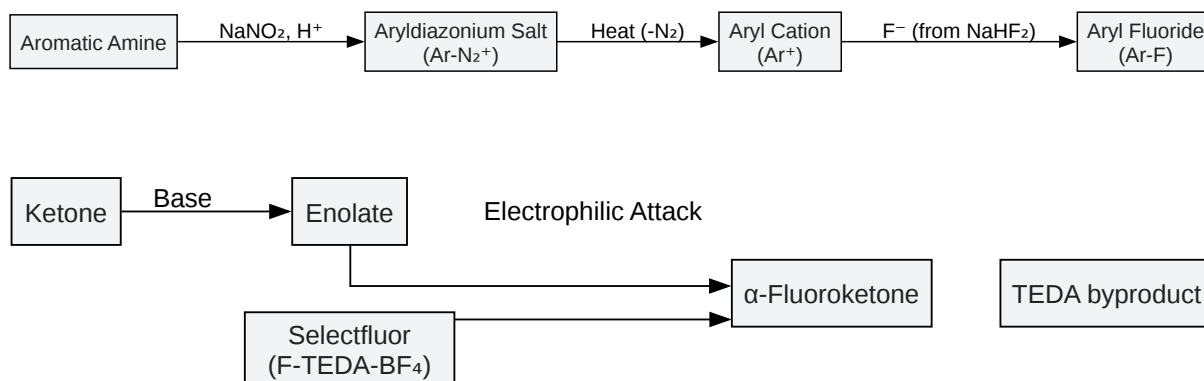 Aromatic Amine
NaNO₂, H⁺
Aryldiazonium Salt
(Ar-N₂⁺)
Heat (-N₂)
Aryl Cation
(Ar⁺)
F⁻ (from NaHF₂)
Aryl Fluoride
(Ar-F)
Ketone
Base
Enolate
Electrophilic Attack
α-Fluoroketone
TEDA byproduct
Selectfluor
(F-TEDA-BF₄)